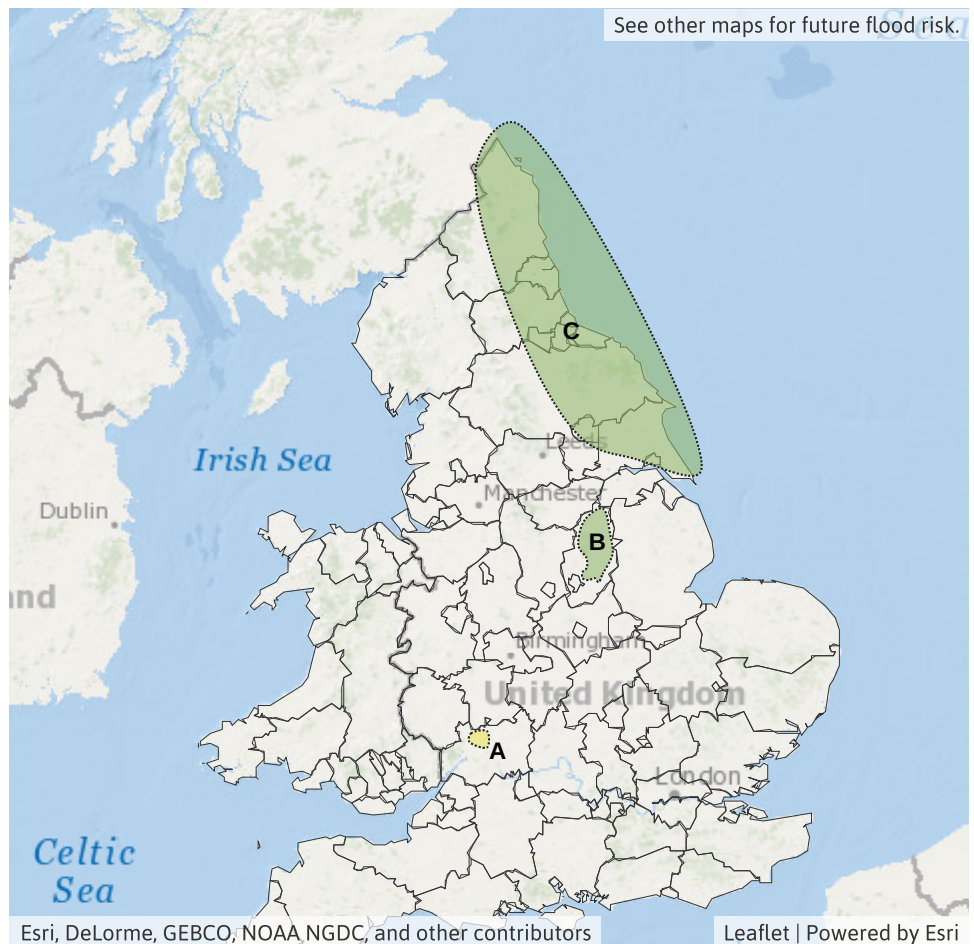 See other maps for future flood risk.
C
Leeds
Irish Sea
Manchester
Dublin
B
nd
Birmingham
United Kingdom
A
London
Celtic
Sea
Esri, DeLorme, GEBCO, NOAA NGDC, and other contributors
Leaflet | Powered by Esri